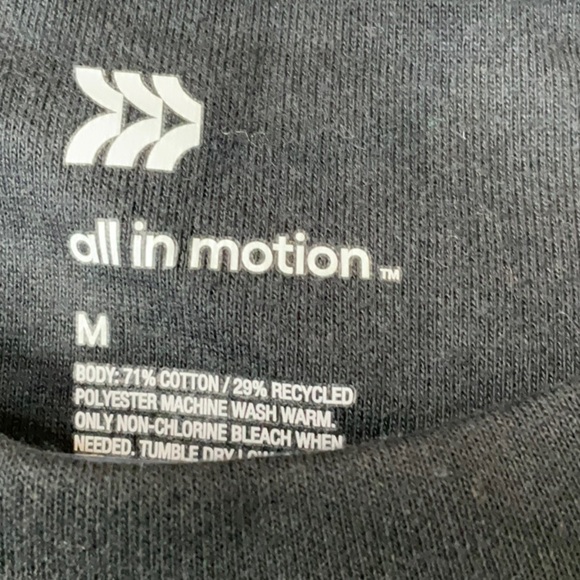 all in motion™
M
BODY: 71% COTTON / 29% RECYCLED
POLYESTER MACHINE WASH WARM.
ONLY NON-CHLORINE BLEACH WHEN
NEEDED. TUMBLE DRY LOW